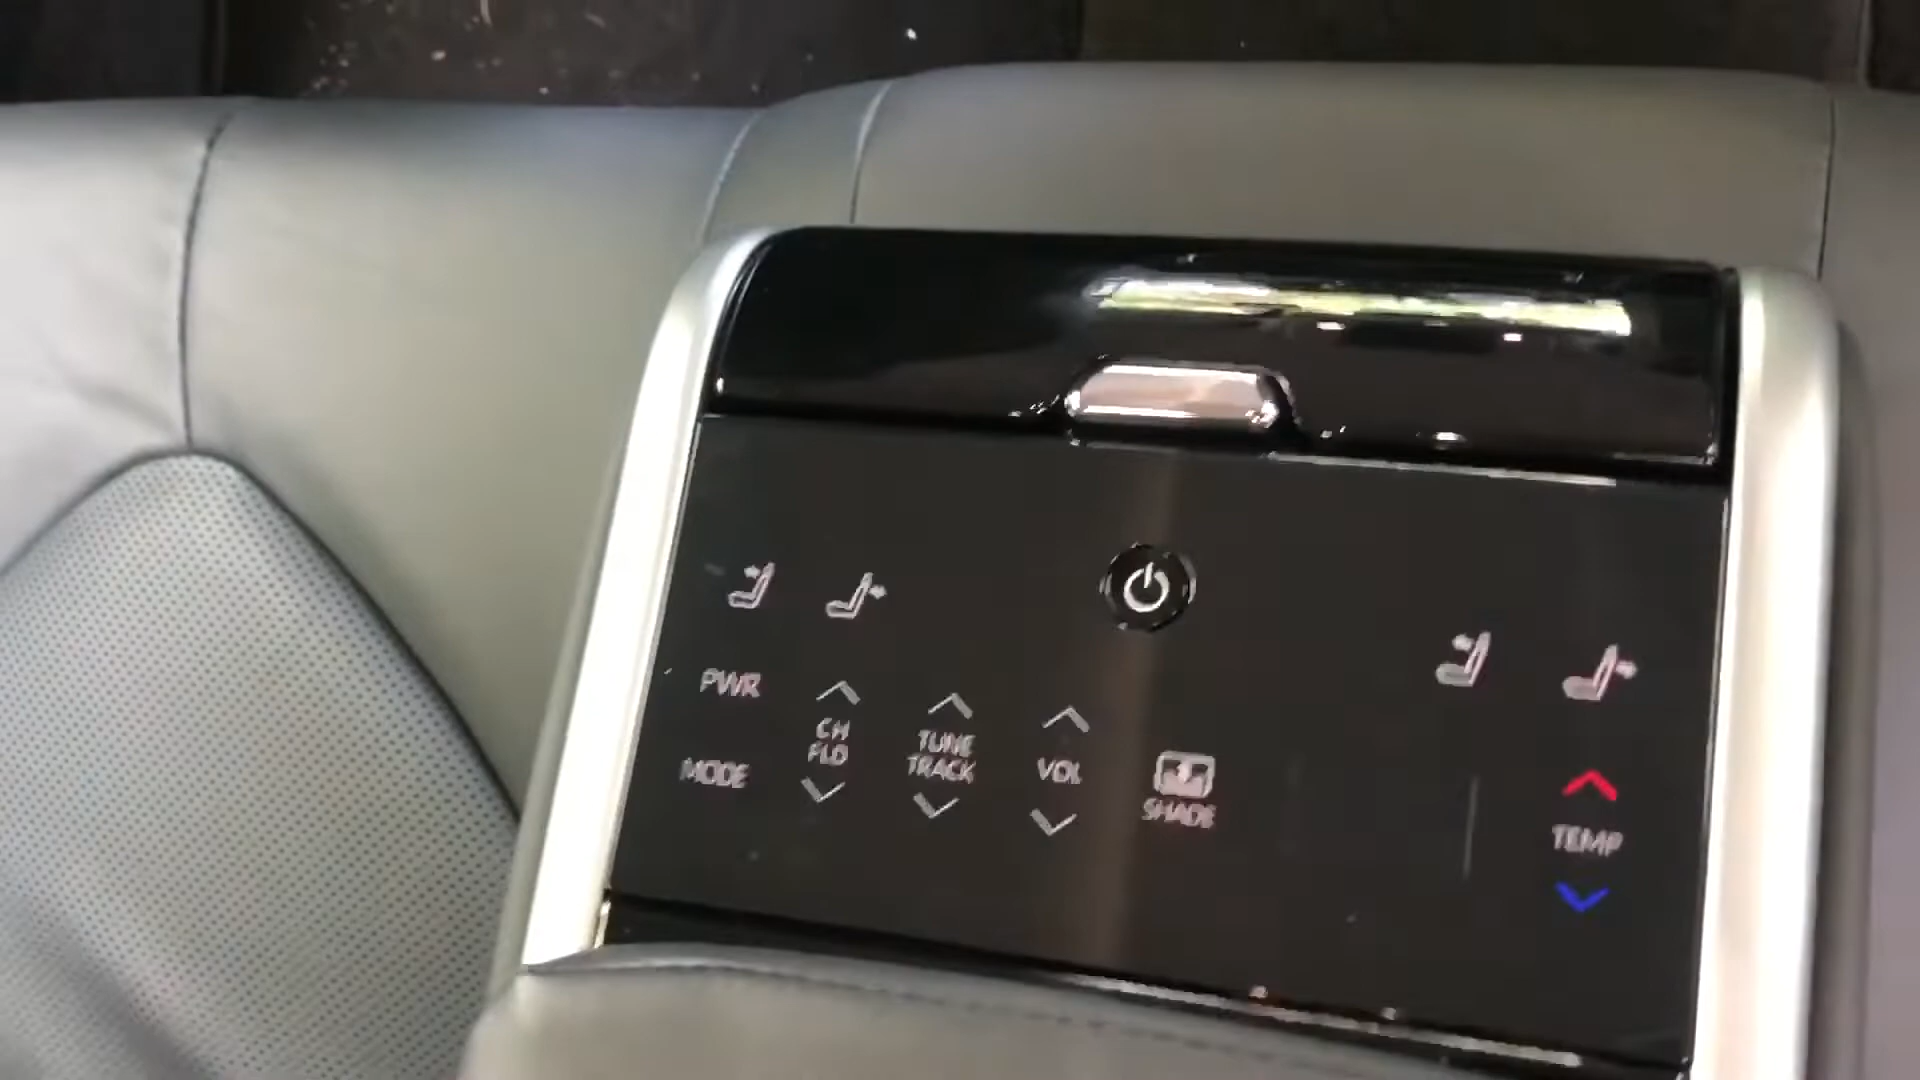 PWR
CH
FLD
TUNE
TRACK
VOL
MODE
SHADE
TEMP